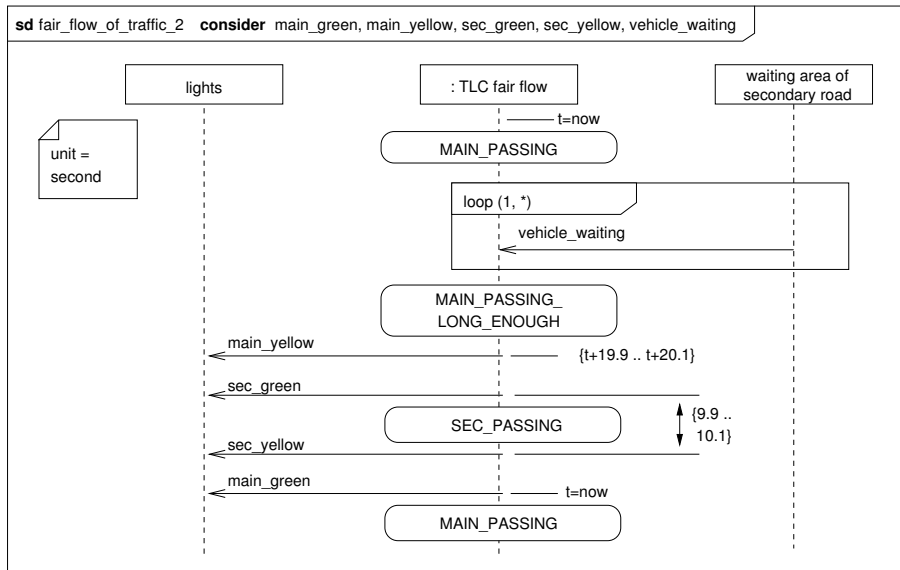 sd fair_flow_of_traffic_2 consider main_green, main_yellow, sec_green, sec_yellow, vehicle_waiting
lights
: TLC fair flow
waiting area of
secondary road
t=now
unit =
second
MAIN_PASSING
loop (1, *)
vehicle_waiting
MAIN_PASSING_
LONG_ENOUGH
main_yellow
{t+19.9 .. t+20.1}
sec_green
SEC_PASSING
{9.9 ..
10.1}
sec_yellow
main_green
t=now
MAIN_PASSING